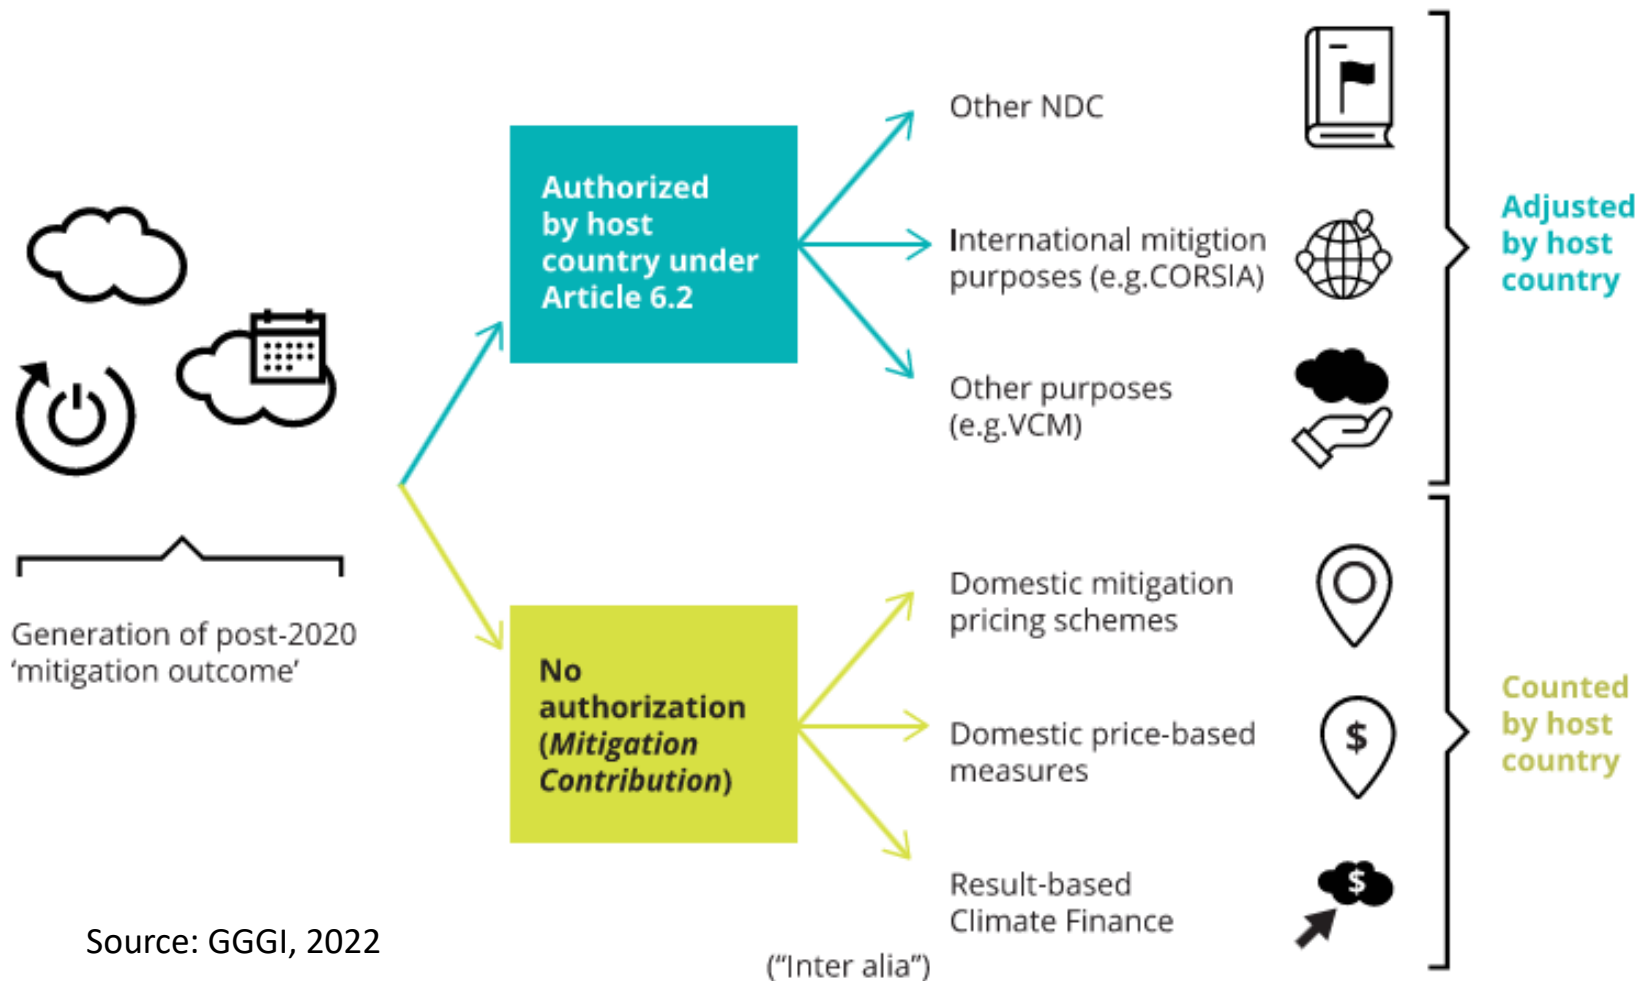 Generation of post-2020
‘mitigation outcome’
Authorized
by host
country under
Article 6.2
Other NDC
International mitigtion
purposes (e.g.CORSIA)
Other purposes
(e.g.VCM)
Adjusted
by host
country
No
authorization
(Mitigation
Contribution)
Domestic mitigation
pricing schemes
Domestic price-based
measures
$
Result-based
Climate Finance
$
Counted
by host
country
Source: GGGI, 2022
(“Inter alia”)